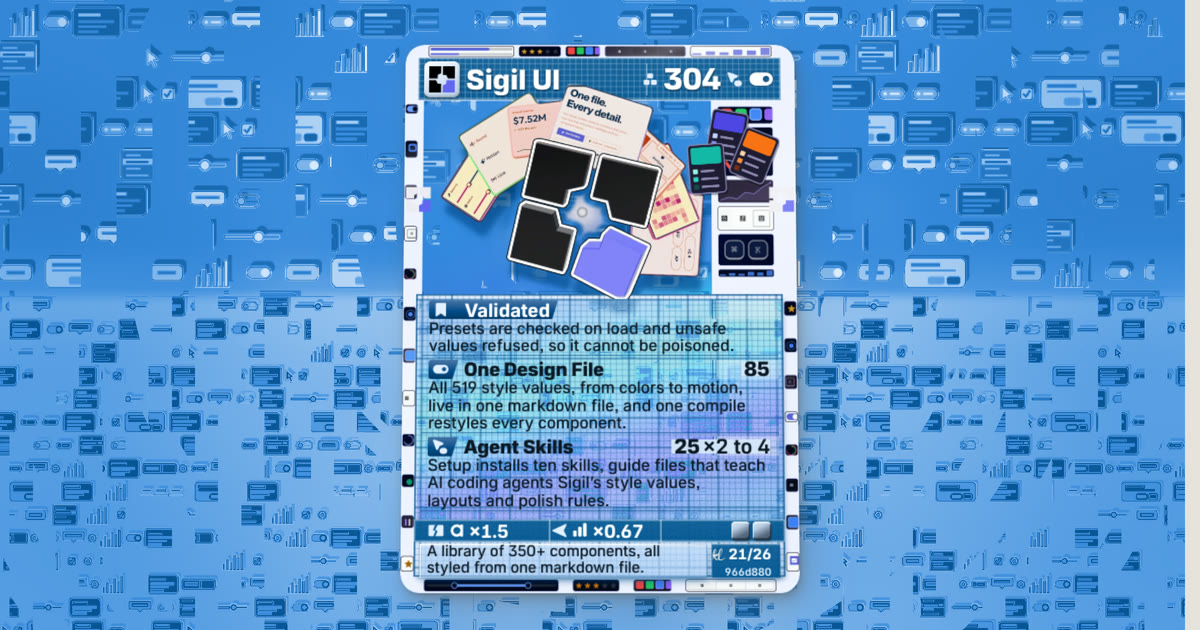 Sigil UI
304
One file.
Every detail.
$7.52M
Validated
Presets are checked on load and unsafe
values refused, so it cannot be poisoned.
One Design File 85
All 519 style values, from colors to motion,
live in one markdown file, and one compile
restyles every component.
Agent Skills 25 ×2 to 4
Setup installs ten skills, guide files that teach
AI coding agents Sigil's style values,
layouts and polish rules.
×1.5 ×0.67
A library of 350+ components, all
styled from one markdown file.
21/26
966d880